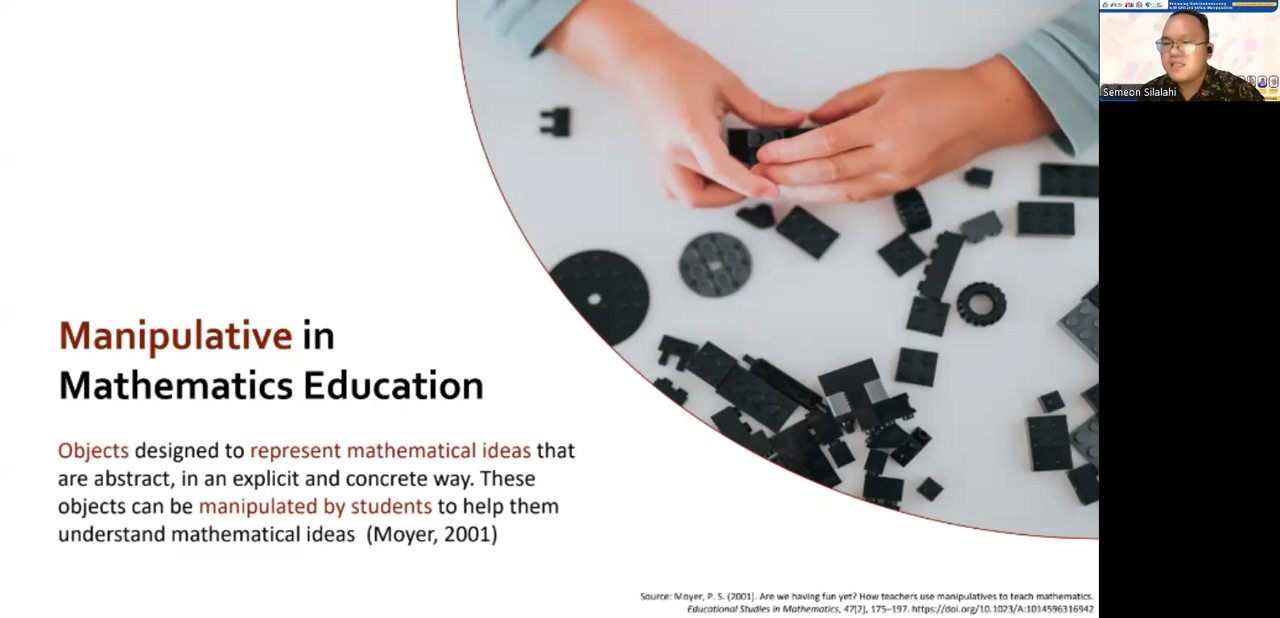 Manipulative in
Mathematics Education
Objects designed to represent mathematical ideas that
are abstract, in an explicit and concrete way. These
objects can be manipulated by students to help them
understand mathematical ideas (Moyer, 2001)
Source: Moyer, P. S. (2001). Are we having fun yet? How teachers use manipulatives to teach mathematics.
Educational Studies in Mathematics, 47(2), 175–197. https://doi.org/10.1023/A:1014596316942
Semeon Silalahi